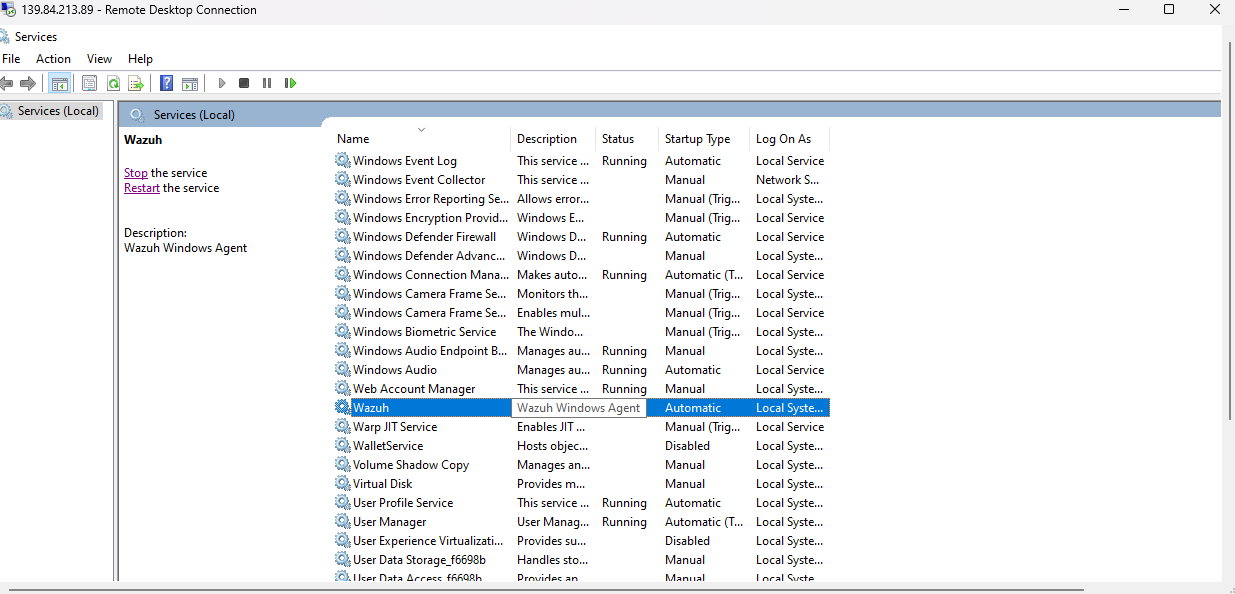 139.84.213.89 - Remote Desktop Connection
Services
File Action View Help
Services (Local)
Services (Local)
Wazuh
Stop the service
Restart the service
Description:
Wazuh Windows Agent
Name Description Status Startup Type Log On As
Windows Event Log This service ... Running Automatic Local Service
Windows Event Collector This service ... Manual Network S...
Windows Error Reporting Se... Allows error... Manual (Trig... Local Syste...
Windows Encryption Provid... Windows E... Manual (Trig... Local Service
Windows Defender Firewall Windows D... Running Automatic Local Service
Windows Defender Advanc... Windows D... Manual Local Syste...
Windows Connection Mana... Makes auto... Running Automatic (T... Local Service
Windows Camera Frame Se... Monitors th... Manual (Trig... Local Syste...
Windows Camera Frame Se... Enables mul... Manual (Trig... Local Service
Windows Biometric Service The Windo... Manual (Trig... Local Syste...
Windows Audio Endpoint B... Manages au... Running Manual Local Syste...
Windows Audio Manages au... Running Automatic Local Service
Web Account Manager This service ... Running Manual Local Syste...
Wazuh Wazuh Windows Agent Automatic Local Syste...
Warp JIT Service Enables JIT ... Manual (Trig... Local Service
WalletService Hosts objec... Disabled Local Syste...
Volume Shadow Copy Manages an... Manual Local Syste...
Virtual Disk Provides m... Manual Local Syste...
User Profile Service This service ... Running Automatic Local Syste...
User Manager User Manag... Running Automatic (T... Local Syste...
User Experience Virtualizati... Provides su... Disabled Local Syste...
User Data Storage_f6698b Handles sto... Manual Local Syste...
User Data Access_f6698b Provides an Manual Local Syste